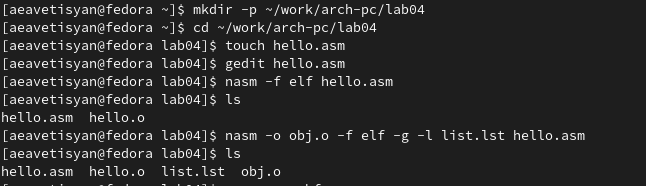 [aeavetisyan@fedora ~]$ mkdir -p ~/work/arch-pc/lab04
[aeavetisyan@fedora ~]$ cd ~/work/arch-pc/lab04
[aeavetisyan@fedora lab04]$ touch hello.asm
[aeavetisyan@fedora lab04]$ gedit hello.asm
[aeavetisyan@fedora lab04]$ nasm -f elf hello.asm
[aeavetisyan@fedora lab04]$ ls
hello.asm  hello.o
[aeavetisyan@fedora lab04]$ nasm -o obj.o -f elf -g -l list.lst hello.asm
[aeavetisyan@fedora lab04]$ ls
hello.asm  hello.o  list.lst  obj.o